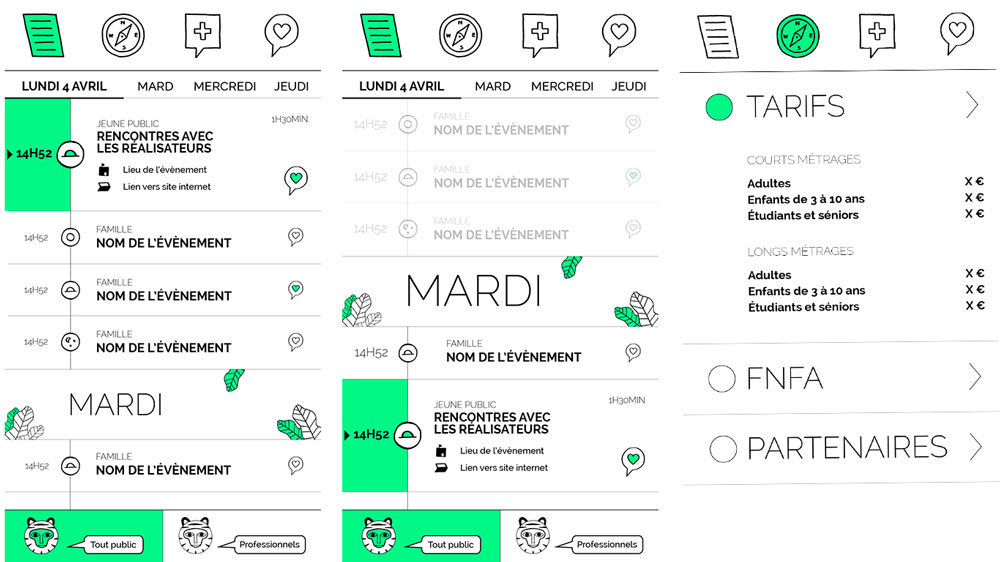 N
W
E
S
LUNDI 4 AVRIL
MARD
MERCREDI
JEUDI
14H52
JEUNE PUBLIC
1H30MIN
RENCONTRES AVEC
LES RÉALISATEURS
Lieu de l'évènement
Lien vers site internet
14H52
FAMILLE
NOM DE L'ÉVÈNEMENT
14H52
FAMILLE
NOM DE L'ÉVÈNEMENT
14H52
FAMILLE
NOM DE L'ÉVÈNEMENT
MARDI
14H52
FAMILLE
NOM DE L'ÉVÈNEMENT
Tout public
Professionnels
N
W
E
S
LUNDI 4 AVRIL
MARD
MERCREDI
JEUDI
14H52
FAMILLE
NOM DE L'ÉVÈNEMENT
14H52
FAMILLE
NOM DE L'ÉVÈNEMENT
14H52
FAMILLE
NOM DE L'ÉVÈNEMENT
MARDI
14H52
FAMILLE
NOM DE L'ÉVÈNEMENT
14H52
JEUNE PUBLIC
1H30MIN
RENCONTRES AVEC
LES RÉALISATEURS
Lieu de l'évènement
Lien vers site internet
Tout public
Professionnels
N
W
E
S
TARIFS
COURTS MÉTRAGES
Adultes X €
Enfants de 3 à 10 ans X €
Étudiants et séniors X €
LONGS MÉTRAGES
Adultes X €
Enfants de 3 à 10 ans X €
Étudiants et séniors X €
FNFA
PARTENAIRES